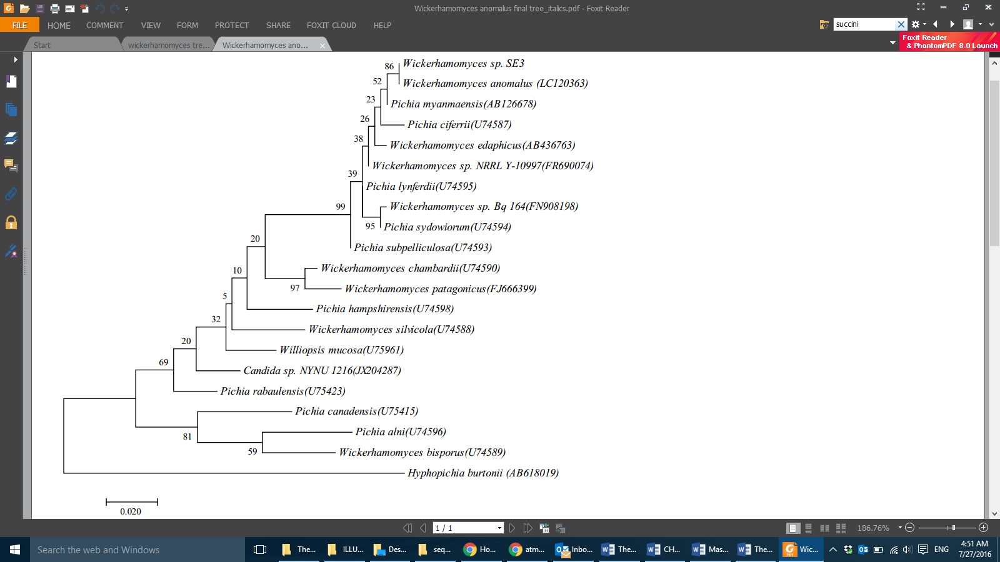 Wickerhamomyces anomalus final tree_italics.pdf - Foxit Reader
FILE HOME COMMENT VIEW FORM PROTECT SHARE FOXIT CLOUD HELP
succini
Start
wickerhamomyces tre...
Wickerhamomyces ano...
Foxit Reader
& PhantomPDF 8.0 Launch
86 Wickerhamomyces sp. SE3
52 Wickerhamomyces anomalus (LC120363)
23 Pichia myanmaensis(AB126678)
26 Pichia ciferrii(U74587)
38 Wickerhamomyces edaphicus(AB436763)
Wickerhamomyces sp. NRRL Y-10997(FR690074)
39 Pichia lynferdii(U74595)
99 Wickerhamomyces sp. Bq 164(FN908198)
95 Pichia sydowiorum(U74594)
20 Pichia subpelliculosa(U74593)
10 Wickerhamomyces chambardii(U74590)
97 Wickerhamomyces patagonicus(FJ666399)
5 Pichia hampshirensis(U74598)
32 Wickerhamomyces silvicola(U74588)
20 Williopsis mucosa(U75961)
69 Candida sp. NYNU 1216(JX204287)
Pichia rabaulensis(U75423)
Pichia canadensis(U75415)
81 Pichia alni(U74596)
59 Wickerhamomyces bisporus(U74589)
Hyphopichia burtonii (AB618019)
0.020
1 / 1
186.76%
Search the web and Windows
The...
ILLU...
Des...
seq...
Ho...
atm...
Inbo...
The...
CH...
Mas...
The...
Wic...
ENG
4:51 AM
7/27/2016